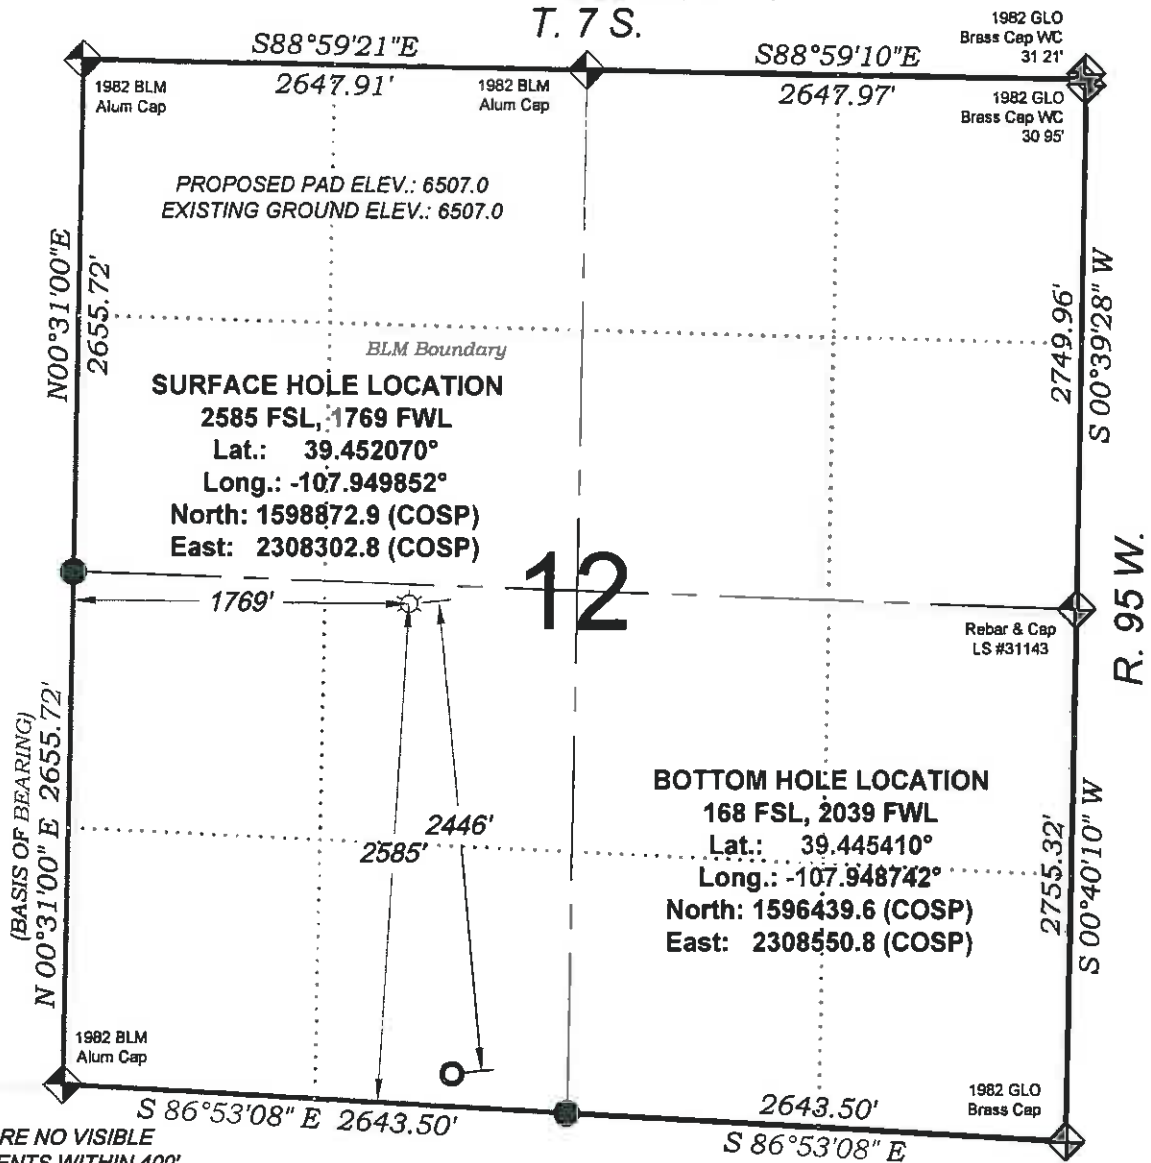 T. 7 S.
S88°59'21"E
2647.91'
S88°59'10"E
2647.97'
1982 GLO
Brass Cap WC
31 21'
1982 BLM
Alum Cap
1982 BLM
Alum Cap
1982 GLO
Brass Cap WC
30 95'
PROPOSED PAD ELEV.: 6507.0
EXISTING GROUND ELEV.: 6507.0
N00°31'00"E
2655.72'
2749.96'
S 00°39'28" W
BLM Boundary
SURFACE HOLE LOCATION
2585 FSL, 1769 FWL
Lat.: 39.452070°
Long.: -107.949852°
North: 1598872.9 (COSP)
East: 2308302.8 (COSP)
12
R. 95 W.
1769'
Rebar & Cap
LS #31143
(BASIS OF BEARING)
N 00°31'00" E 2655.72'
2446'
2585'
BOTTOM HOLE LOCATION
168 FSL, 2039 FWL
Lat.: 39.445410°
Long.: -107.948742°
North: 1596439.6 (COSP)
East: 2308550.8 (COSP)
2755.32'
S 00°40'10" W
1982 BLM
Alum Cap
1982 GLO
Brass Cap
S 86°53'08" E 2643.50'
2643.50'
S 86°53'08" E
RE NO VISIBLE
ENTS WITHIN 400'